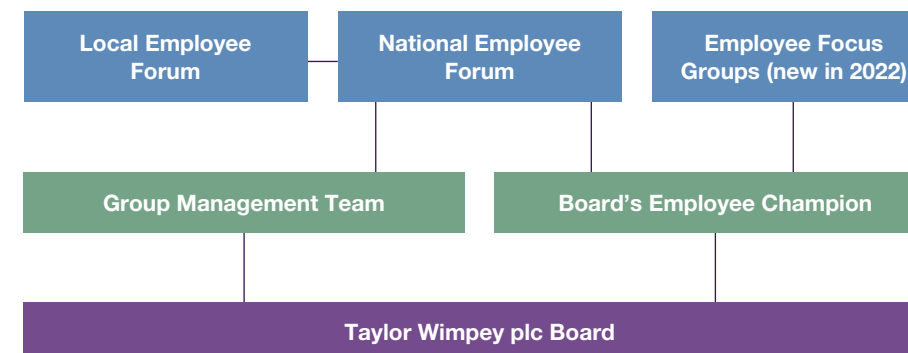 Local Employee
Forum
National Employee
Forum
Employee Focus
Groups (new in 2022)
Group Management Team
Board’s Employee Champion
Taylor Wimpey plc Board